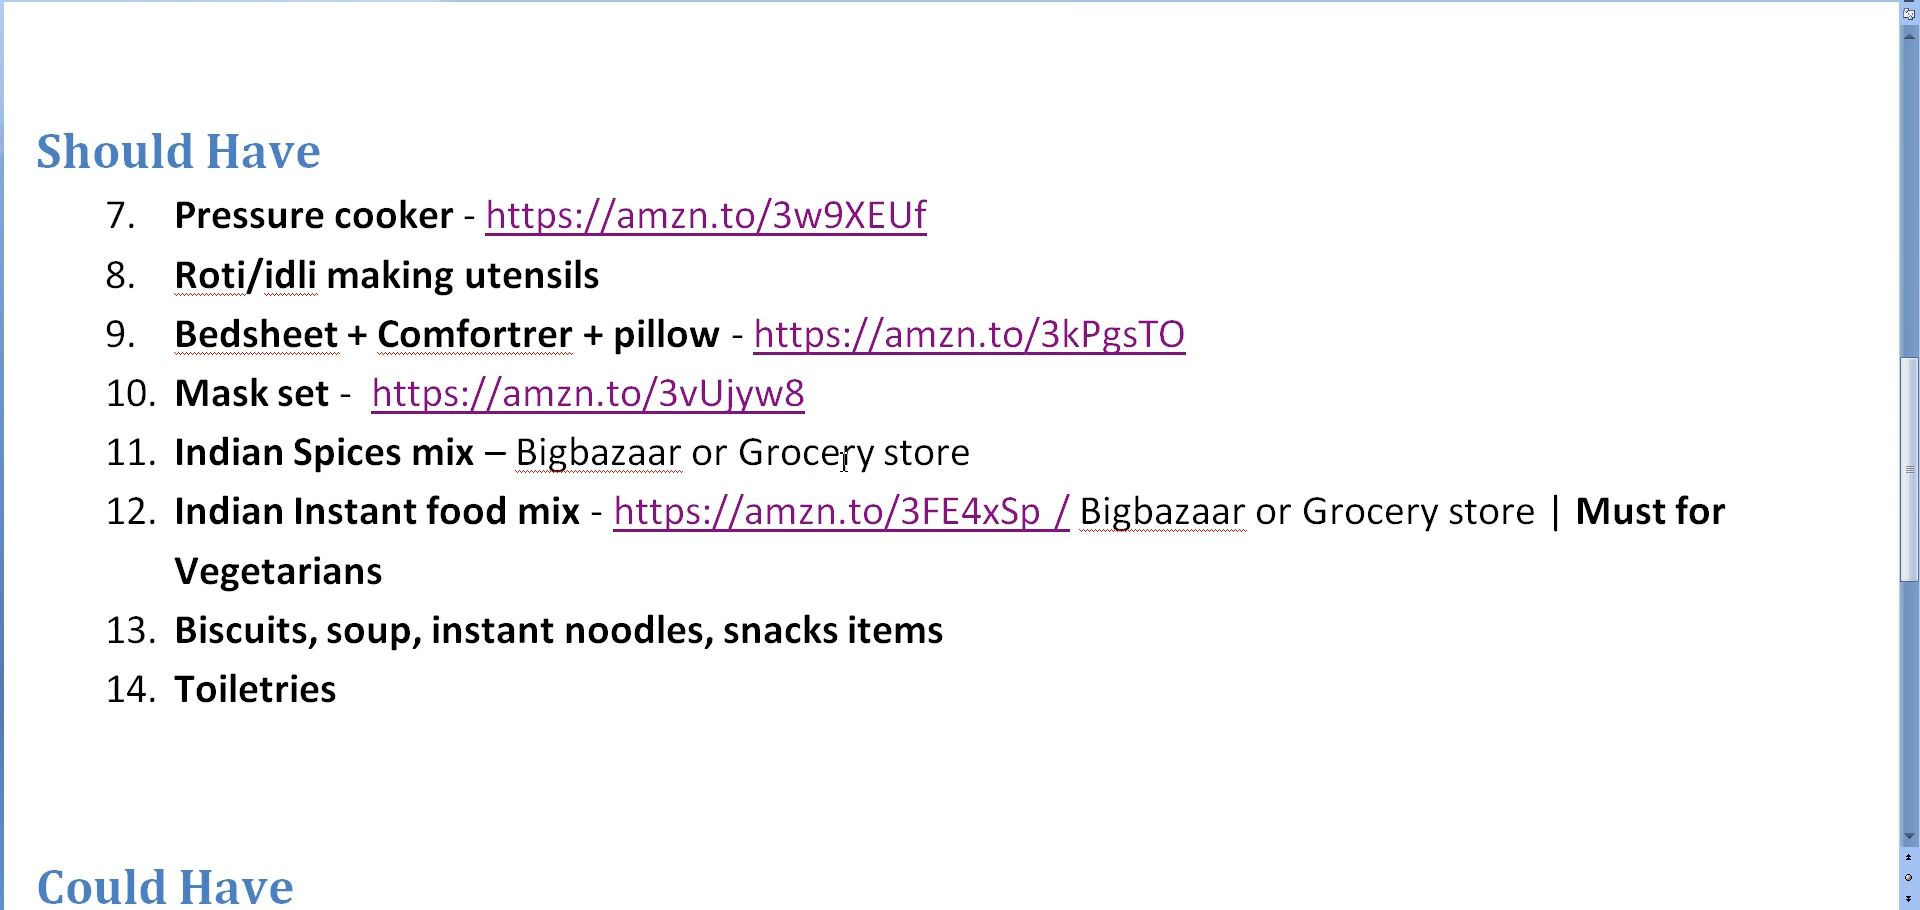 Should Have
7. Pressure cooker - https://amzn.to/3w9XEUf
8. Roti/idli making utensils
9. Bedsheet + Comfortrer + pillow - https://amzn.to/3kPgsTO
10. Mask set - https://amzn.to/3vUjyw8
11. Indian Spices mix – Bigbazaar or Grocery store
12. Indian Instant food mix - https://amzn.to/3FE4xSp / Bigbazaar or Grocery store | Must for
Vegetarians
13. Biscuits, soup, instant noodles, snacks items
14. Toiletries
Could Have